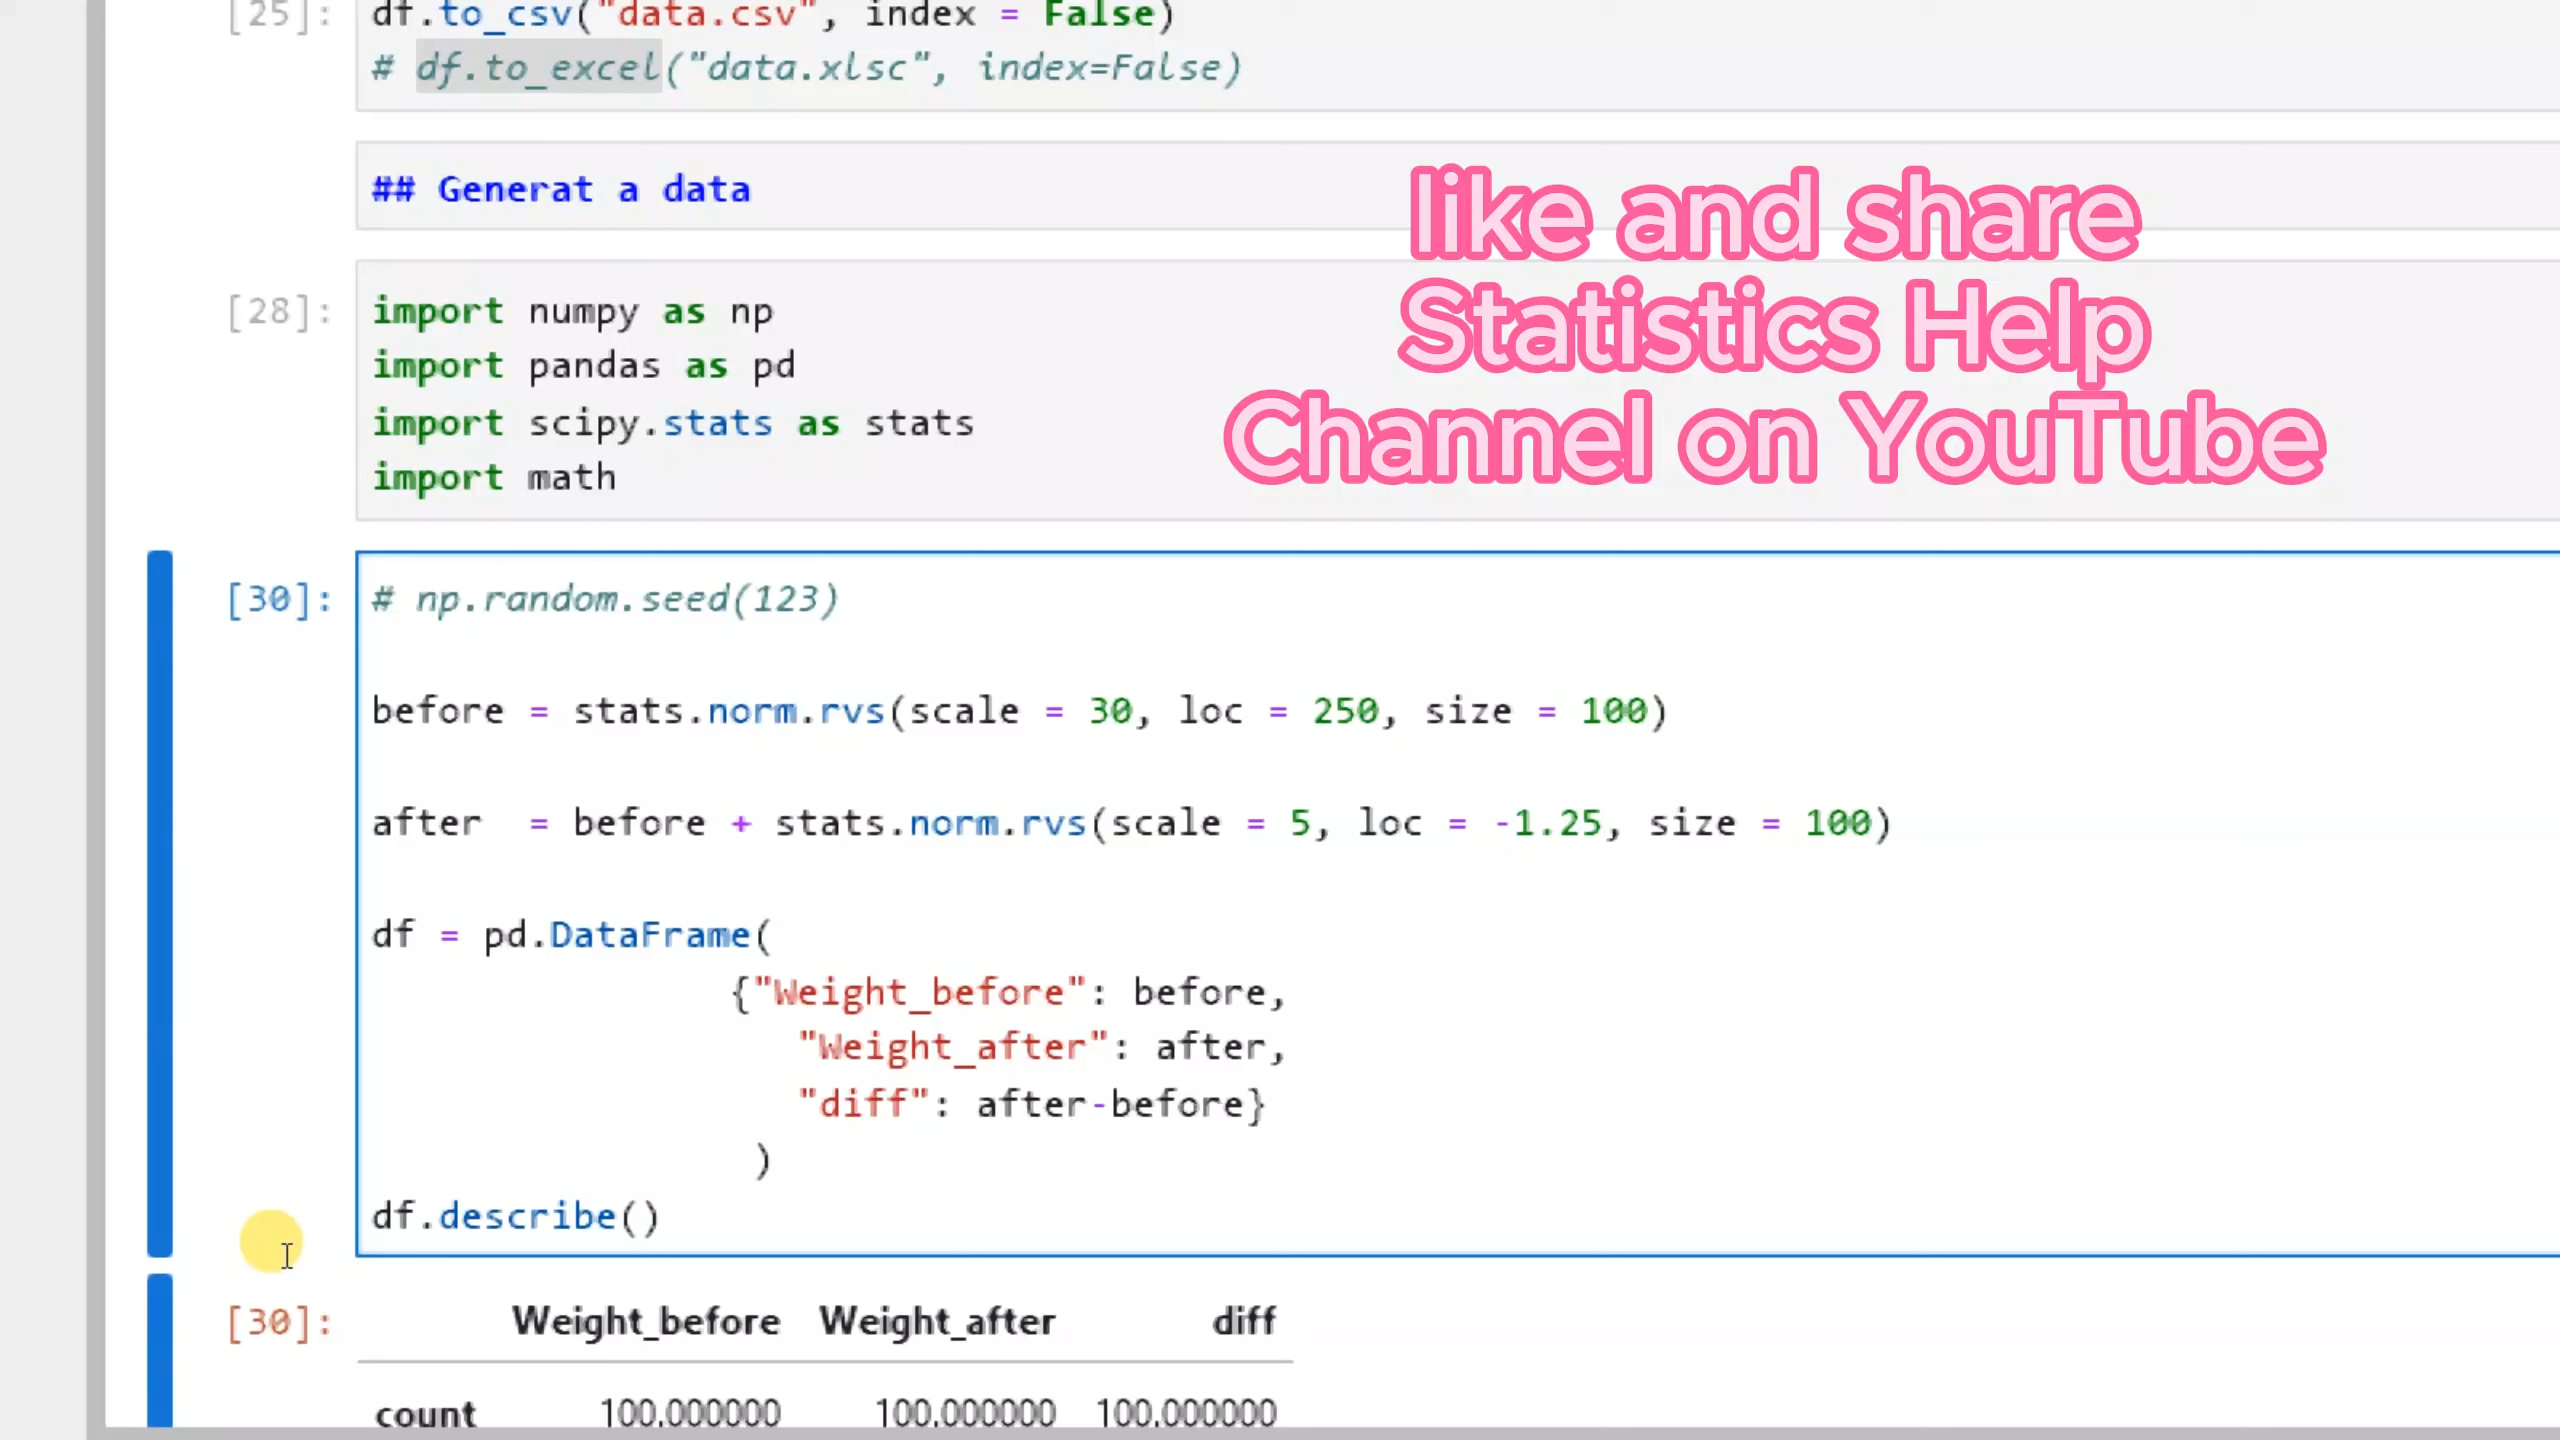 [25]: df.to_csv("data.csv", index = False)
# df.to_excel("data.xlsc", index=False)
## Generat a data
like and share
Statistics Help
Channel on YouTube
[28]: import numpy as np
import pandas as pd
import scipy.stats as stats
import math
[30]: # np.random.seed(123)
before = stats.norm.rvs(scale = 30, loc = 250, size = 100)
after  = before + stats.norm.rvs(scale = 5, loc = -1.25, size = 100)
df = pd.DataFrame(
{"Weight_before": before,
"Weight_after": after,
"diff": after-before}
)
df.describe()
[30]: Weight_before Weight_after diff
count 100.000000 100.000000 100.000000